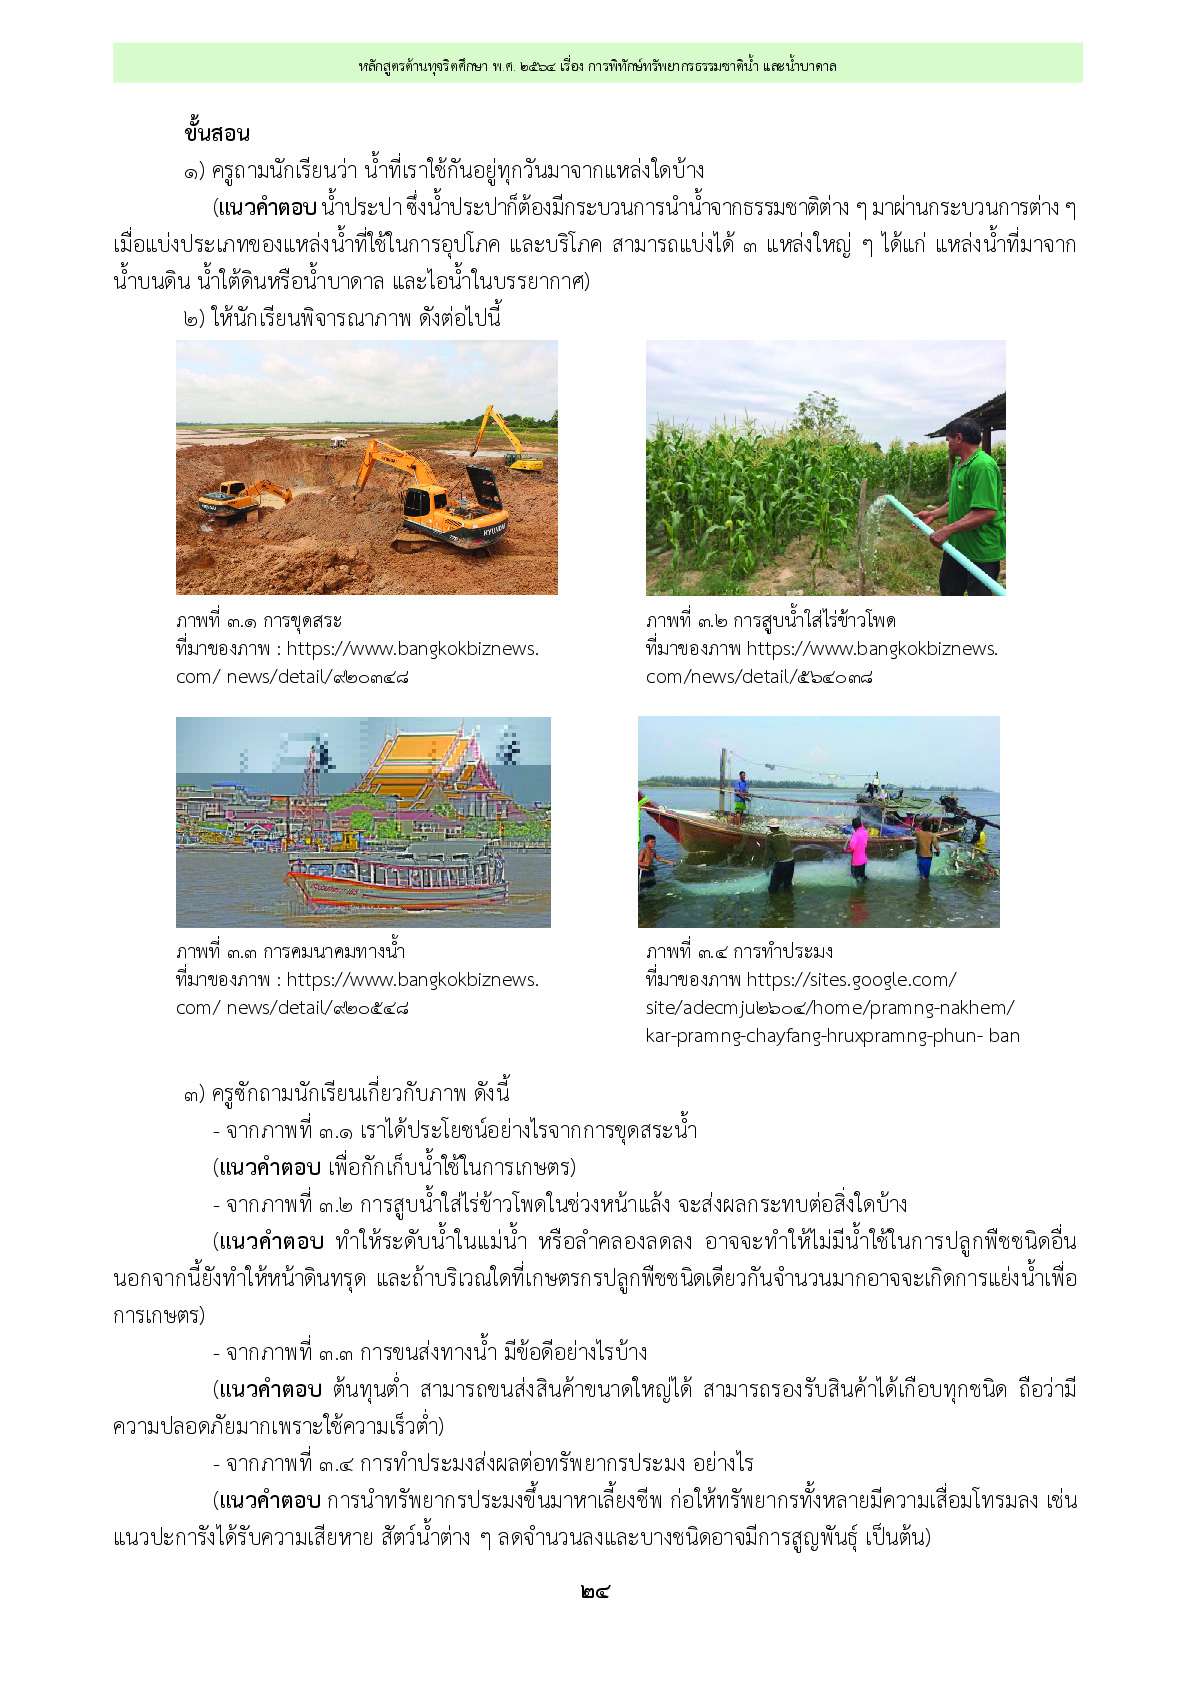 หลักสูตรต้านทุจริตศึกษา พ.ศ. ๒๕๖๔ เรื่อง การพิทักษ์ทรัพยากรธรรมชาติน้ำ และน้ำบาดาล
ขั้นสอน
๑) ครูถามนักเรียนว่า น้ำที่เราใช้กันอยู่ทุกวันมาจากแหล่งใดบ้าง
(แนวคำตอบ น้ำประปา ซึ่งน้ำประปาก็ต้องมีกระบวนการนำน้ำจากธรรมชาติต่าง ๆ มาผ่านกระบวนการต่าง ๆ
เมื่อแบ่งประเภทของแหล่งน้ำที่ใช้ในการอุปโภค และบริโภค สามารถแบ่งได้ ๓ แหล่งใหญ่ ๆ ได้แก่ แหล่งน้ำที่มาจาก
น้ำบนดิน น้ำใต้ดินหรือน้ำบาดาล และไอน้ำในบรรยากาศ)
๒) ให้นักเรียนพิจารณาภาพ ดังต่อไปนี้
HYUNDAI
ภาพที่ ๓.๑ การขุดสระ
ที่มาของภาพ : https://www.bangkokbiznews.
com/ news/detail/๙๒๐๓๔๘
ภาพที่ ๓.๒ การสูบน้ำใส่ไร่ข้าวโพด
ที่มาของภาพ https://www.bangkokbiznews.
com/news/detail/๕๖๔๐๓๘
ภาพที่ ๓.๓ การคมนาคมทางน้ำ
ที่มาของภาพ : https://www.bangkokbiznews.
com/ news/detail/๙๒๐๕๔๘
ภาพที่ ๓.๔ การทำประมง
ที่มาของภาพ https://sites.google.com/
site/adecmju๒๖๐๔/home/pramng-nakhem/
kar-pramng-chayfang-hruxpramng-phun- ban
๓) ครูซักถามนักเรียนเกี่ยวกับภาพ ดังนี้
- จากภาพที่ ๓.๑ เราได้ประโยชน์อย่างไรจากการขุดสระน้ำ
(แนวคำตอบ เพื่อกักเก็บน้ำใช้ในการเกษตร)
- จากภาพที่ ๓.๒ การสูบน้ำใส่ไร่ข้าวโพดในช่วงหน้าแล้ง จะส่งผลกระทบต่อสิ่งใดบ้าง
(แนวคำตอบ ทำให้ระดับน้ำในแม่น้ำ หรือลำคลองลดลง อาจจะทำให้ไม่มีน้ำใช้ในการปลูกพืชชนิดอื่น
นอกจากนี้ยังทำให้หน้าดินทรุด และถ้าบริเวณใดที่เกษตรกรปลูกพืชชนิดเดียวกันจำนวนมากอาจจะเกิดการแย่งน้ำเพื่อ
การเกษตร)
- จากภาพที่ ๓.๓ การขนส่งทางน้ำ มีข้อดีอย่างไรบ้าง
(แนวคำตอบ ต้นทุนต่ำ สามารถขนส่งสินค้าขนาดใหญ่ได้ สามารถรองรับสินค้าได้เกือบทุกชนิด ถือว่ามี
ความปลอดภัยมากเพราะใช้ความเร็วต่ำ)
- จากภาพที่ ๓.๔ การทำประมงส่งผลต่อทรัพยากรประมง อย่างไร
(แนวคำตอบ การนำทรัพยากรประมงขึ้นมาหาเลี้ยงชีพ ก่อให้ทรัพยากรทั้งหลายมีความเสื่อมโทรมลง เช่น
แนวปะการังได้รับความเสียหาย สัตว์น้ำต่าง ๆ ลดจำนวนลงและบางชนิดอาจมีการสูญพันธุ์ เป็นต้น)
๒๔